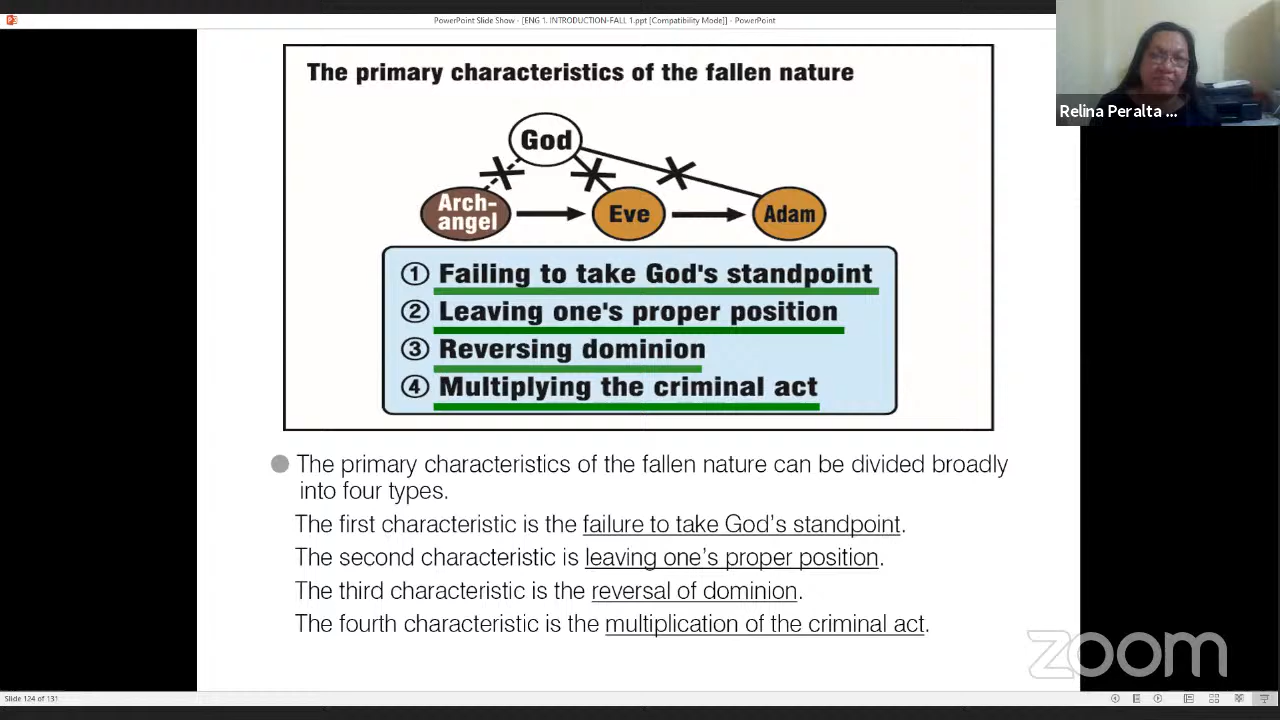 PowerPoint Slide Show - [ENG 1. INTRODUCTION-FALL 1.ppt [Compatibility Mode]] - PowerPoint
The primary characteristics of the fallen nature
God
Arch-
angel
Eve
Adam
① Failing to take God's standpoint
② Leaving one's proper position
③ Reversing dominion
④ Multiplying the criminal act
Relina Peralta ...
The primary characteristics of the fallen nature can be divided broadly
into four types.
The first characteristic is the failure to take God’s standpoint.
The second characteristic is leaving one’s proper position.
The third characteristic is the reversal of dominion.
The fourth characteristic is the multiplication of the criminal act.
zoom
Slide 124 of 131